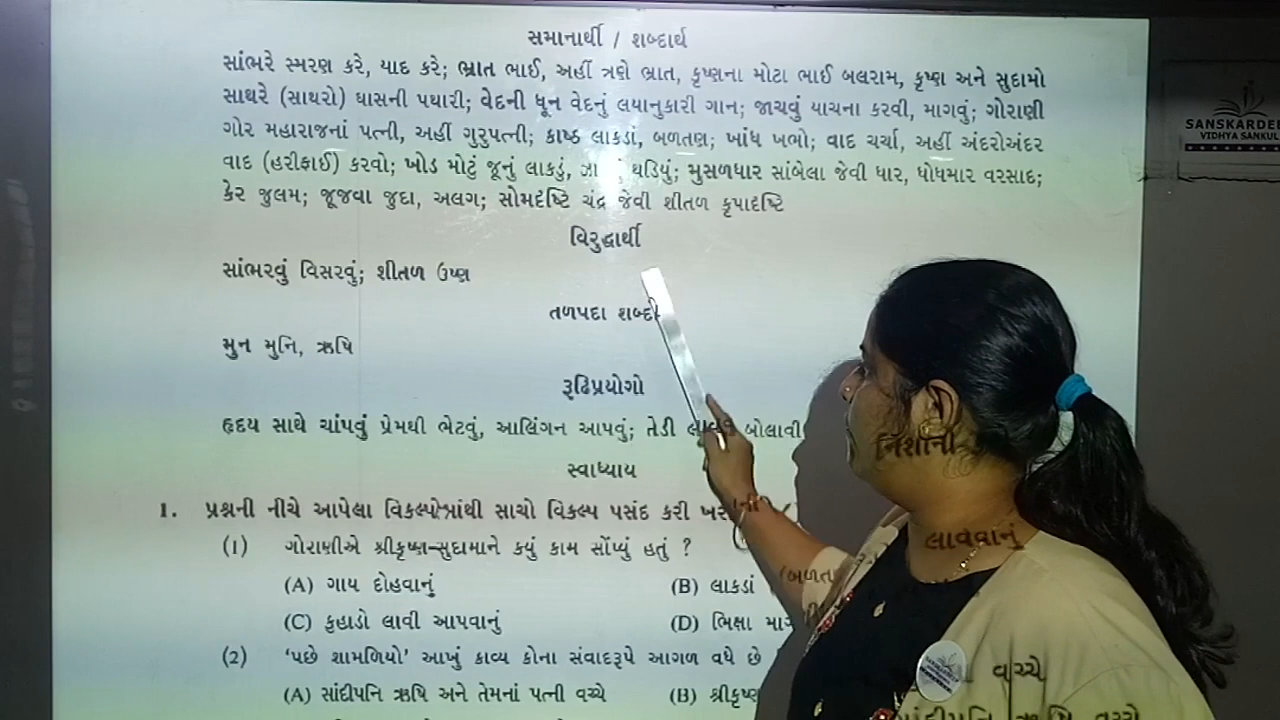 સમાનાર્થી / શબ્દાર્થ
સાંભરે સ્મરણ કરે, યાદ કરે; ભ્રાત ભાઈ, અહીં ત્રણે ભ્રાત, કૃષ્ણના મોટા ભાઈ બલરામ, કૃષ્ણ અને સુદામો
સાથરે (સાથરો) ઘાસની પથારી; વેદની ધૂન વેદનું લયાનુકારી ગાન; જાચવું યાચના કરવી, માગવું; ગોરાણી
ગોર મહારાજનાં પત્ની, અહીં ગુરુપત્ની; કાષ્ઠ લાકડાં, બળતણ; ખાંધ ખભો; વાદ ચર્ચા, અહીં અંદરોઅંદર
વાદ (હરીફાઈ) કરવો; ખોડ મોટું જૂનું લાકડું, થડિયું; મુસળધાર સાંબેલા જેવી ધાર, ધોધમાર વરસાદ;
કેર જુલમ; જૂજવા જુદા, અલગ; સોમદૃષ્ટિ ચંદ્ર જેવી શીતળ કૃપાદૃષ્ટિ
વિરુદ્ધાર્થી
સાંભરવું વિસરવું; શીતળ ઉષ્ણ
તળપદા શબ્દો
મુન મુનિ, ઋષિ
રૂઢિપ્રયોગો
હૃદય સાથે ચાંપવું પ્રેમથી ભેટવું, આલિંગન આપવું; તેડી બોલાવી
સ્વાધ્યાય
1. પ્રશ્નની નીચે આપેલા વિકલ્પોમાંથી સાચો વિકલ્પ પસંદ કરી નિશાની
(1) ગોરાણીએ શ્રીકૃષ્ણ-સુદામાને કયું કામ સોંપ્યું હતું ?
(A) ગાય દોહવાનું (B) લાકડાં લાવવાનું
(C) કુહાડો લાવી આપવાનું (D) ભિક્ષા
(2) 'પછે શામળિયો' આખું કાવ્ય કોના સંવાદરૂપે આગળ વધે છે
(A) સાંદીપનિ ઋષિ અને તેમનાં પત્ની વચ્ચે (B) વચ્ચે
SANSKARDEEP
VIDHYA SANKUL